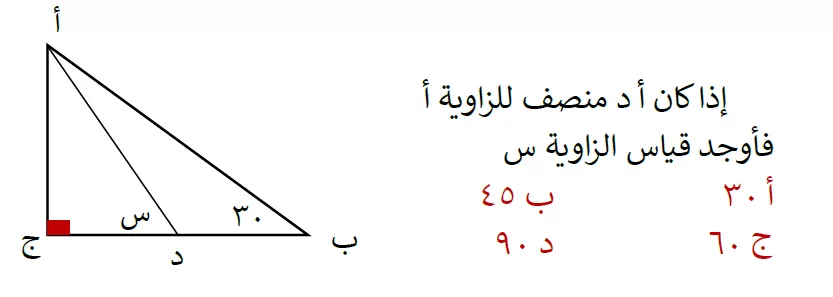 إذا كان أ د منصف للزاوية أ
فأوجد قياس الزاوية س
أ ٣٠ ب ٤٥
ج ٦٠ د ٩٠
أ
س ٣٠
ج د ب